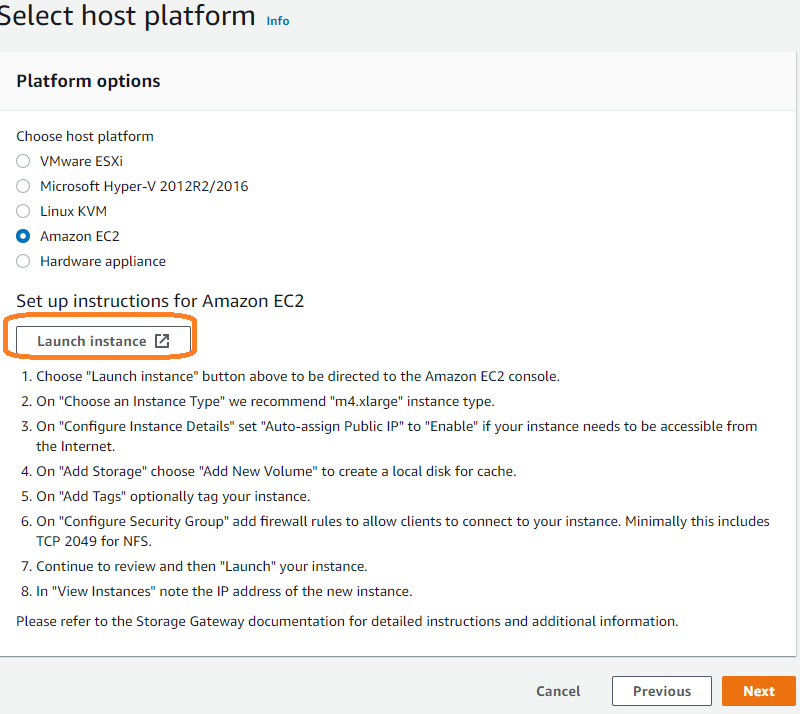 Select host platform Info
Platform options
Choose host platform
VMware ESXi
Microsoft Hyper-V 2012R2/2016
Linux KVM
Amazon EC2
Hardware appliance
Set up instructions for Amazon EC2
Launch instance
1. Choose "Launch instance" button above to be directed to the Amazon EC2 console.
2. On "Choose an Instance Type" we recommend "m4.xlarge" instance type.
3. On "Configure Instance Details" set "Auto-assign Public IP" to "Enable" if your instance needs to be accessible from
the Internet.
4. On "Add Storage" choose "Add New Volume" to create a local disk for cache.
5. On "Add Tags" optionally tag your instance.
6. On "Configure Security Group" add firewall rules to allow clients to connect to your instance. Minimally this includes
TCP 2049 for NFS.
7. Continue to review and then "Launch" your instance.
8. In "View Instances" note the IP address of the new instance.
Please refer to the Storage Gateway documentation for detailed instructions and additional information.
Cancel Previous Next